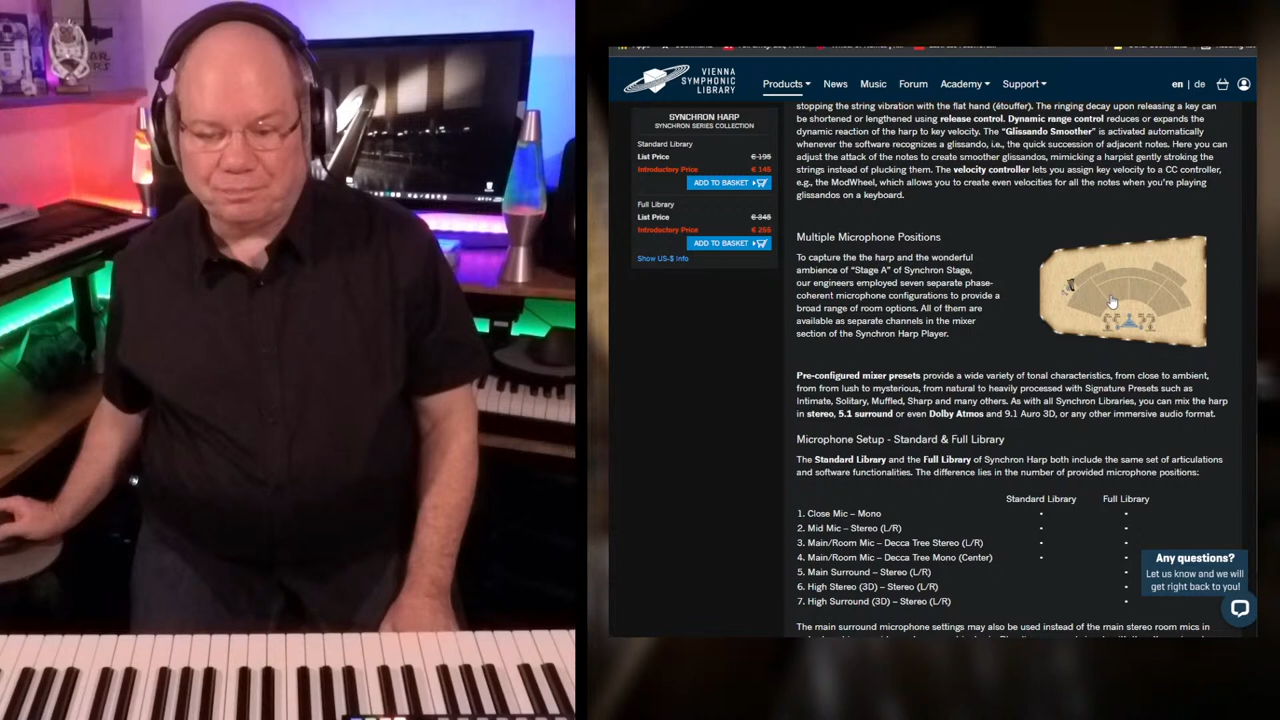 VIENNA
SYMPHONIC
LIBRARY
Products
News
Music
Forum
Academy
Support
en | de
SYNCHRON HARP
SYNCHRON SERIES COLLECTION
Standard Library
List Price € 195
Introductory Price € 145
ADD TO BASKET
Full Library
List Price € 345
Introductory Price € 255
ADD TO BASKET
Show US-$ Info
stopping the string vibration with the flat hand (étouffer). The ringing decay upon releasing a key can
be shortened or lengthened using release control. Dynamic range control reduces or expands the
dynamic reaction of the harp to key velocity. The “Glissando Smoother” is activated automatically
whenever the software recognizes a glissando, i.e., the quick succession of adjacent notes. Here you can
adjust the attack of the notes to create smoother glissandos, mimicking a harpist gently stroking the
strings instead of plucking them. The velocity controller lets you assign key velocity to a CC controller,
e.g., the ModWheel, which allows you to create even velocities for all the notes when you're playing
glissandos on a keyboard.
Multiple Microphone Positions
To capture the the harp and the wonderful
ambience of “Stage A” of Synchron Stage,
our engineers employed seven separate phase-
coherent microphone configurations to provide a
broad range of room options. All of them are
available as separate channels in the mixer
section of the Synchron Harp Player.
Pre-configured mixer presets provide a wide variety of tonal characteristics, from close to ambient,
from from lush to mysterious, from natural to heavily processed with Signature Presets such as
Intimate, Solitary, Muffled, Sharp and many others. As with all Synchron Libraries, you can mix the harp
in stereo, 5.1 surround or even Dolby Atmos and 9.1 Auro 3D, or any other immersive audio format.
Microphone Setup - Standard & Full Library
The Standard Library and the Full Library of Synchron Harp both include the same set of articulations
and software functionalities. The difference lies in the number of provided microphone positions:
Standard Library Full Library
1. Close Mic – Mono • •
2. Mid Mic – Stereo (L/R) • •
3. Main/Room Mic – Decca Tree Stereo (L/R) • •
4. Main/Room Mic – Decca Tree Mono (Center) • •
5. Main Surround – Stereo (L/R) •
6. High Stereo (3D) – Stereo (L/R) •
7. High Surround (3D) – Stereo (L/R) •
The main surround microphone settings may also be used instead of the main stereo room mics in
Any questions?
Let us know and we will
get right back to you!